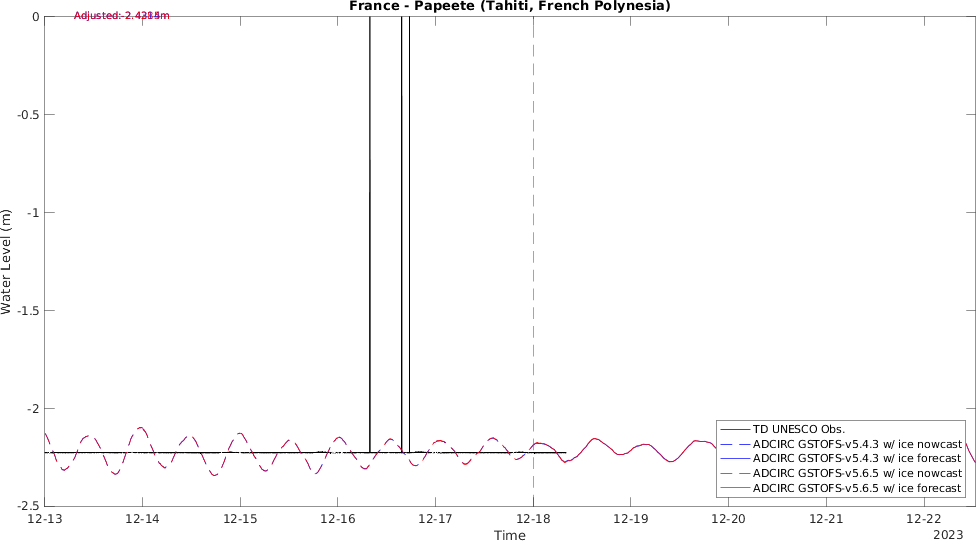 France - Papeete (Tahiti, French Polynesia)
0
-0.5
-1
-1.5
-2
-2.5
Water Level (m)
TD UNESCO Obs.
ADCIRC GSTOFS-v5.4.3 w/ ice nowcast
ADCIRC GSTOFS-v5.4.3 w/ ice forecast
ADCIRC GSTOFS-v5.6.5 w/ ice nowcast
ADCIRC GSTOFS-v5.6.5 w/ ice forecast
12-13 12-14 12-15 12-16 12-17 12-18 12-19 12-20 12-21 12-22
Time
2023